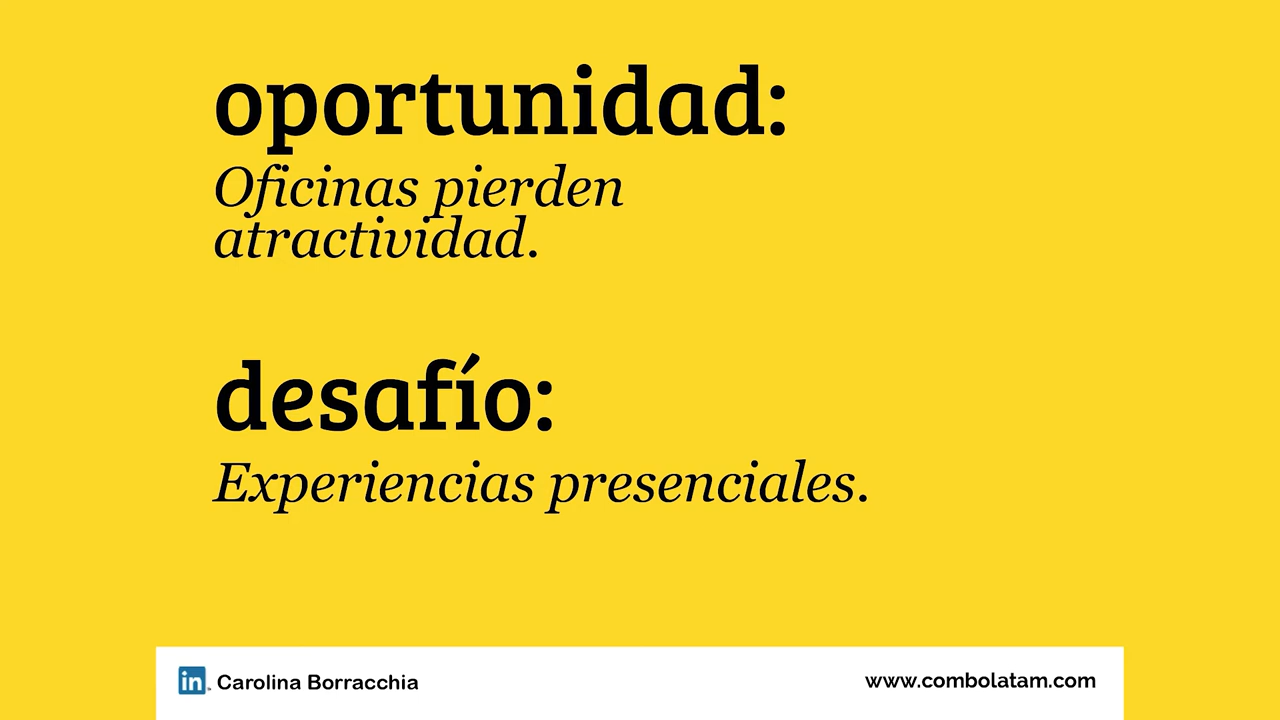 oportunidad:
Oficinas pierden
atractividad.
desafío:
Experiencias presenciales.
in Carolina Borracchia
www.combolatam.com